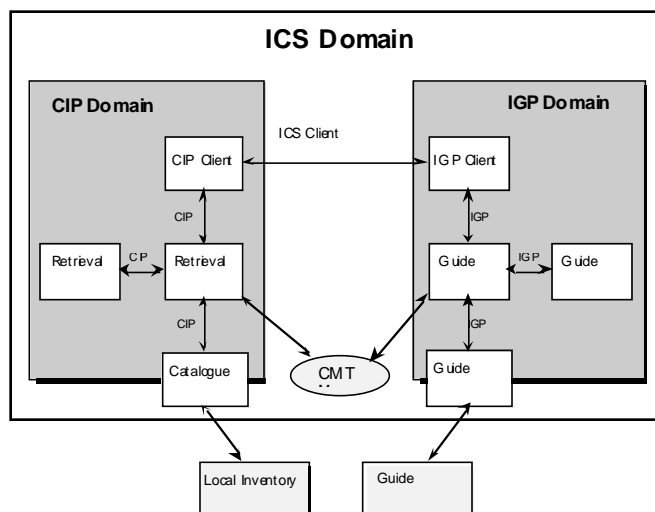 ICS Domain
CIP Domain
IGP Domain
ICS Client
CIP Client
IGP Client
CIP
IGP
Retrieval
CIP
Retrieval
Guide
IGP
Guide
CIP
GP
Catalogue
CMT
Guide
Local Inventory
Guide